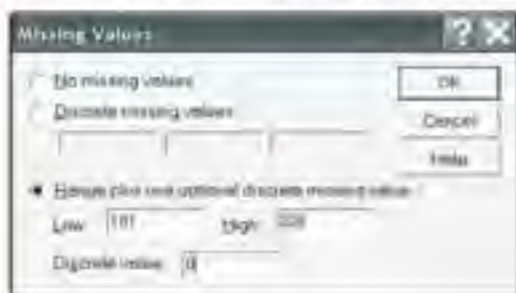 Missing Values
No missing values
OK
Discrete missing values
Cancel
Help
Range plus one optional discrete missing value
Low: High:
Discrete value: 0